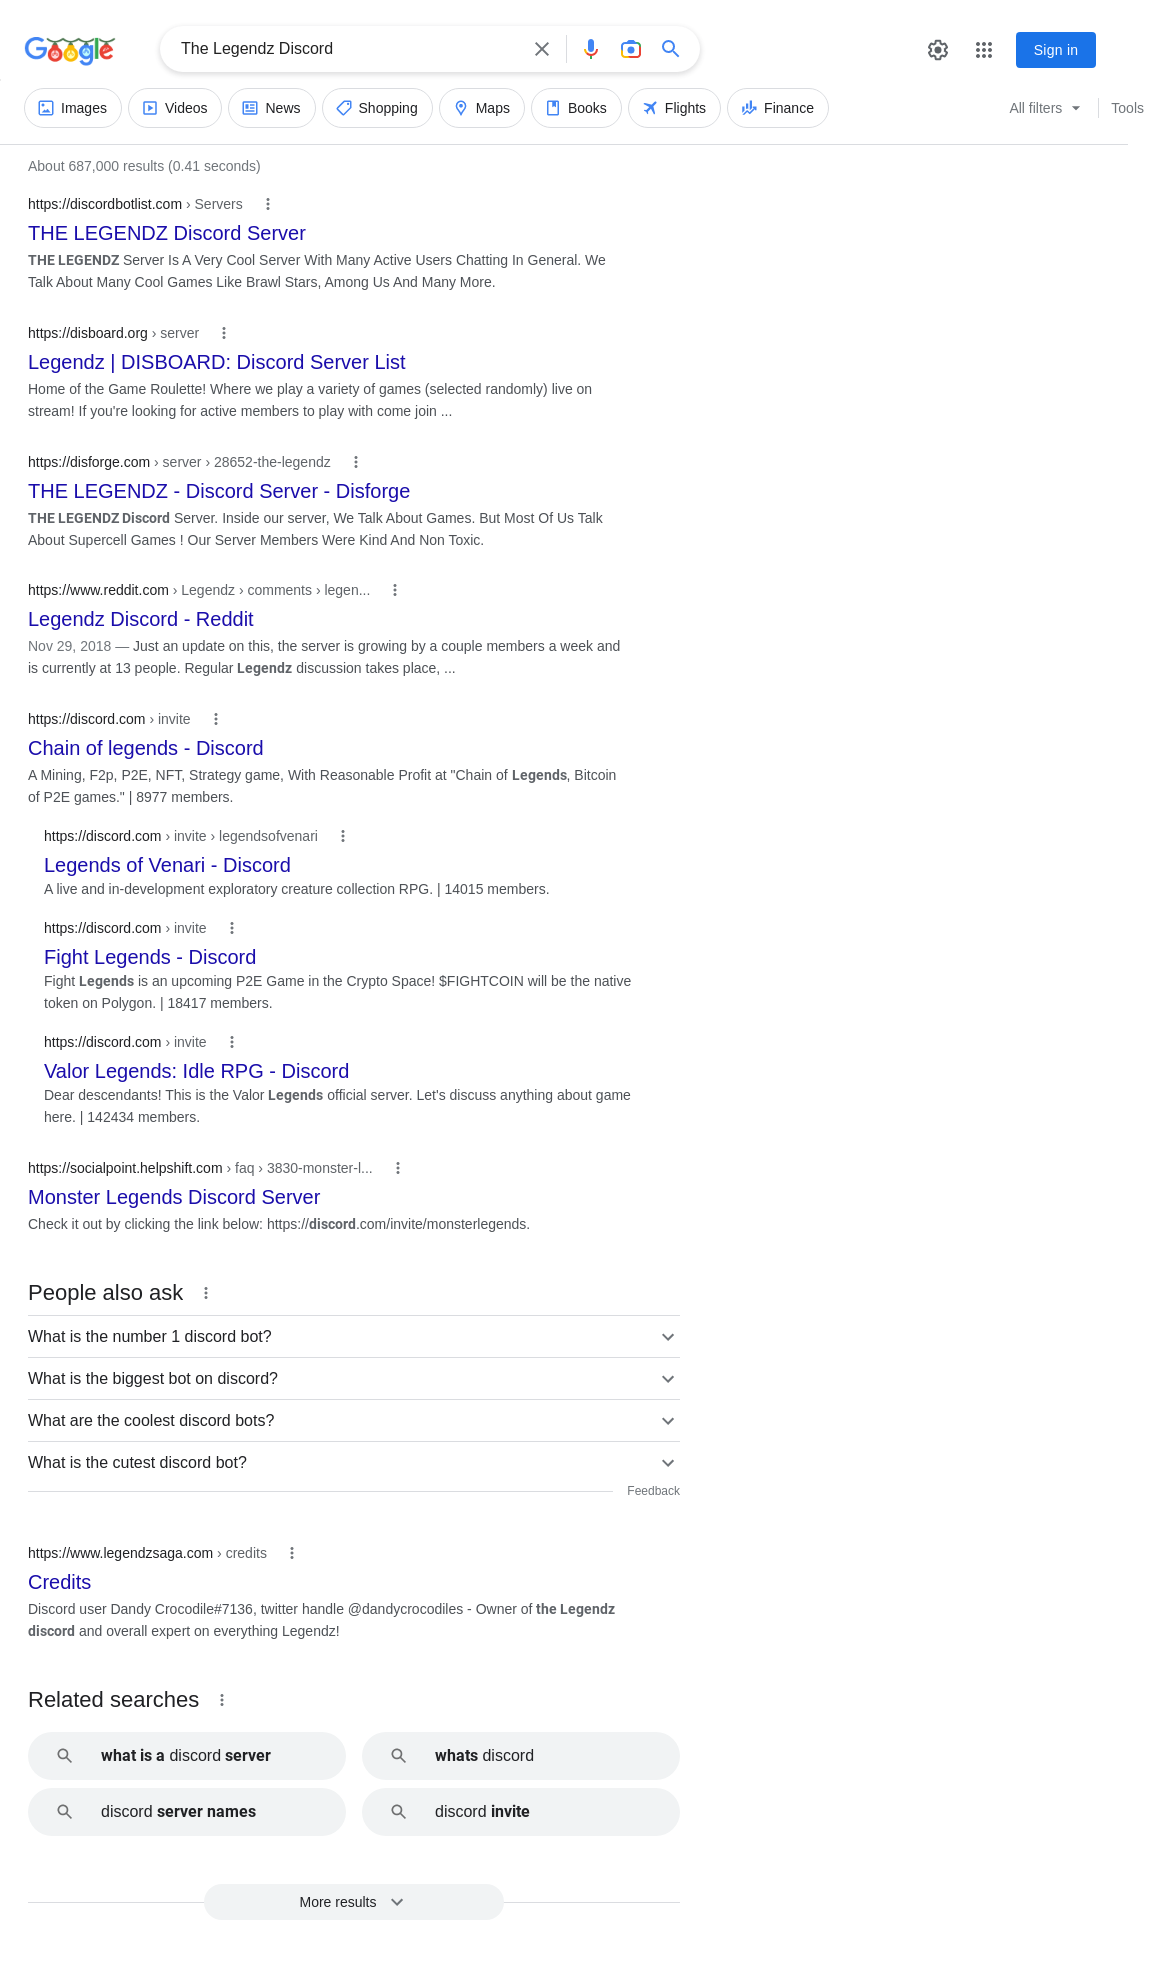 Google
The Legendz Discord
Sign in
Images
Videos
News
Shopping
Maps
Books
Flights
Finance
All filters
Tools
About 687,000 results (0.41 seconds)
https://discordbotlist.com › Servers
THE LEGENDZ Discord Server
THE LEGENDZ Server Is A Very Cool Server With Many Active Users Chatting In General. We
Talk About Many Cool Games Like Brawl Stars, Among Us And Many More.
https://disboard.org › server
Legendz | DISBOARD: Discord Server List
Home of the Game Roulette! Where we play a variety of games (selected randomly) live on
stream! If you're looking for active members to play with come join ...
https://disforge.com › server › 28652-the-legendz
THE LEGENDZ - Discord Server - Disforge
THE LEGENDZ Discord Server. Inside our server, We Talk About Games. But Most Of Us Talk
About Supercell Games ! Our Server Members Were Kind And Non Toxic.
https://www.reddit.com › Legendz › comments › legen...
Legendz Discord - Reddit
Nov 29, 2018 — Just an update on this, the server is growing by a couple members a week and
is currently at 13 people. Regular Legendz discussion takes place, ...
https://discord.com › invite
Chain of legends - Discord
A Mining, F2p, P2E, NFT, Strategy game, With Reasonable Profit at "Chain of Legends, Bitcoin
of P2E games." | 8977 members.
https://discord.com › invite › legendsofvenari
Legends of Venari - Discord
A live and in-development exploratory creature collection RPG. | 14015 members.
https://discord.com › invite
Fight Legends - Discord
Fight Legends is an upcoming P2E Game in the Crypto Space! $FIGHTCOIN will be the native
token on Polygon. | 18417 members.
https://discord.com › invite
Valor Legends: Idle RPG - Discord
Dear descendants! This is the Valor Legends official server. Let's discuss anything about game
here. | 142434 members.
https://socialpoint.helpshift.com › faq › 3830-monster-l...
Monster Legends Discord Server
Check it out by clicking the link below: https://discord.com/invite/monsterlegends.
People also ask
What is the number 1 discord bot?
What is the biggest bot on discord?
What are the coolest discord bots?
What is the cutest discord bot?
Feedback
https://www.legendzsaga.com › credits
Credits
Discord user Dandy Crocodile#7136, twitter handle @dandycrocodiles - Owner of the Legendz
discord and overall expert on everything Legendz!
Related searches
what is a discord server
whats discord
discord server names
discord invite
More results